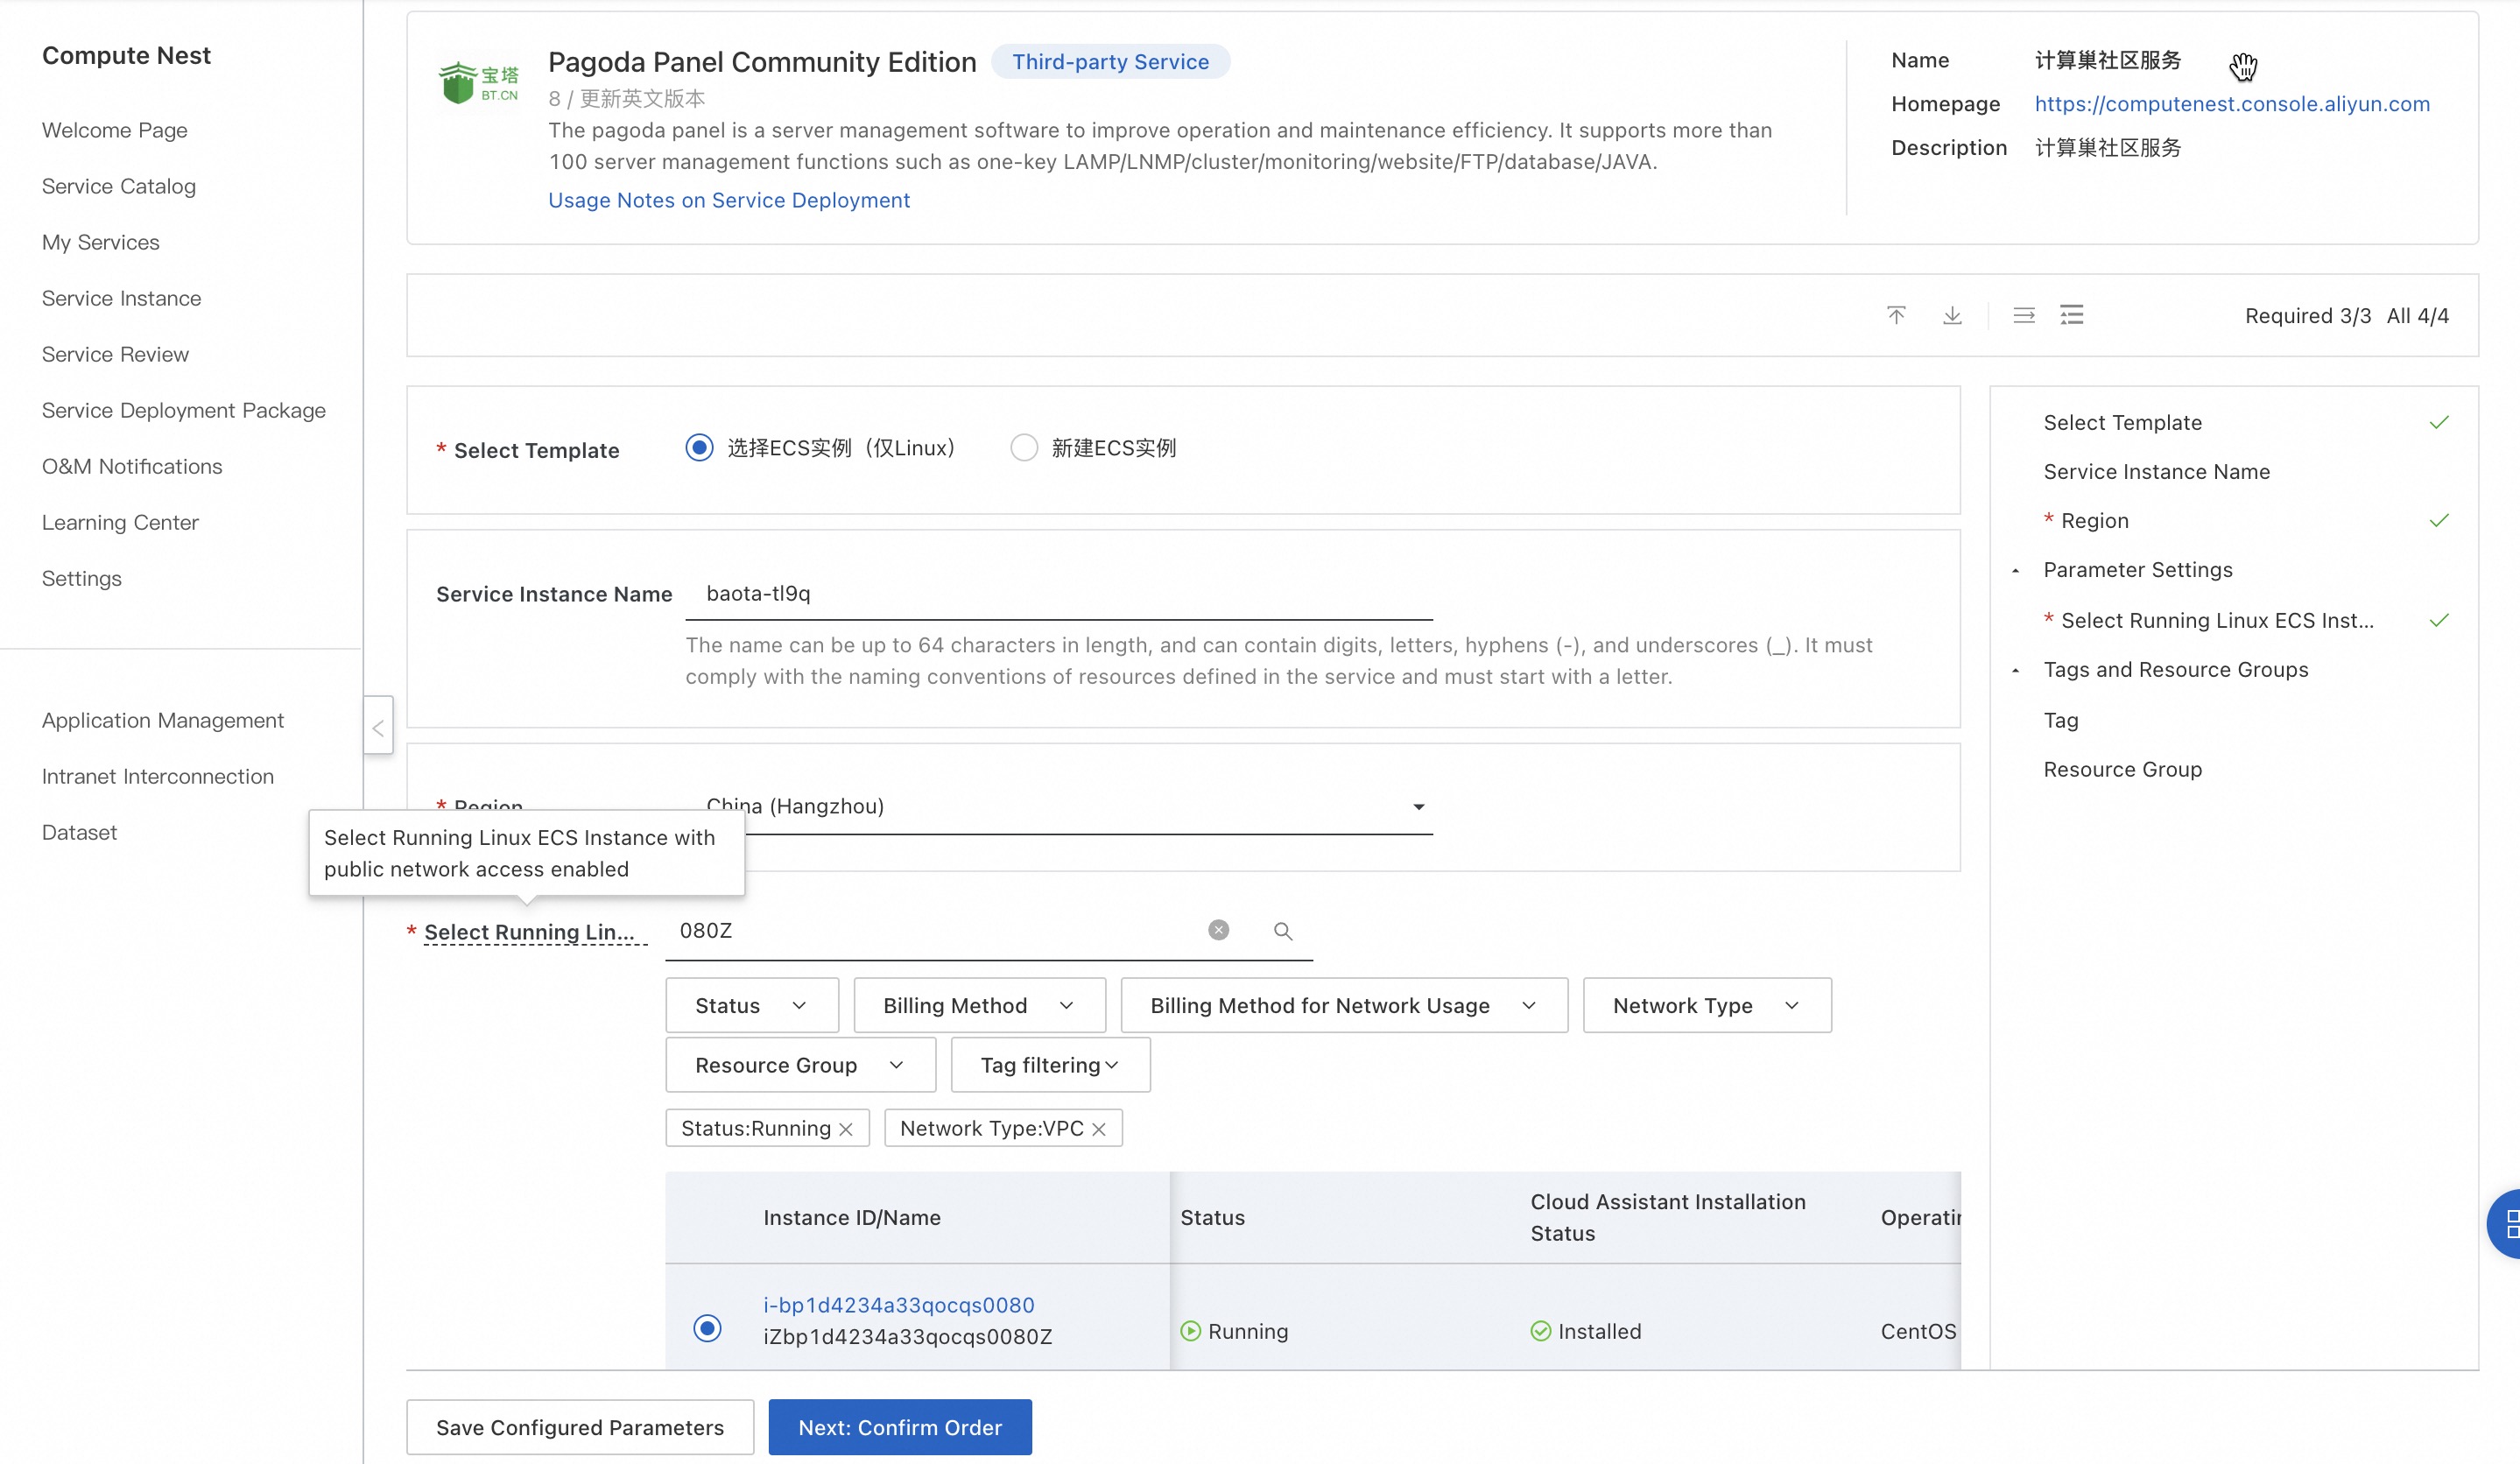 Compute Nest
Welcome Page
Service Catalog
My Services
Service Instance
Service Review
Service Deployment Package
O&M Notifications
Learning Center
Settings
Application Management
Intranet Interconnection
Dataset
宝塔
BT.CN
Pagoda Panel Community Edition
Third-party Service
8 / 更新英文版本
The pagoda panel is a server management software to improve operation and maintenance efficiency. It supports more than
100 server management functions such as one-key LAMP/LNMP/cluster/monitoring/website/FTP/database/JAVA.
Usage Notes on Service Deployment
Name 计算巢社区服务
Homepage https://computenest.console.aliyun.com
Description 计算巢社区服务
Required 3/3 All 4/4
* Select Template 选择ECS实例（仅Linux） 新建ECS实例
Service Instance Name baota-tl9q
The name can be up to 64 characters in length, and can contain digits, letters, hyphens (-), and underscores (_). It must
comply with the naming conventions of resources defined in the service and must start with a letter.
* Region China (Hangzhou)
Select Running Linux ECS Instance with
public network access enabled
* Select Running Lin... 080Z
Status Billing Method Billing Method for Network Usage Network Type
Resource Group Tag filtering
Status:Running Network Type:VPC
Instance ID/Name Status Cloud Assistant Installation
Status
i-bp1d4234a33qocqs0080
iZbp1d4234a33qocqs0080Z
Running Installed CentOS
Select Template
Service Instance Name
* Region
Parameter Settings
* Select Running Linux ECS Inst...
Tags and Resource Groups
Tag
Resource Group
Save Configured Parameters Next: Confirm Order